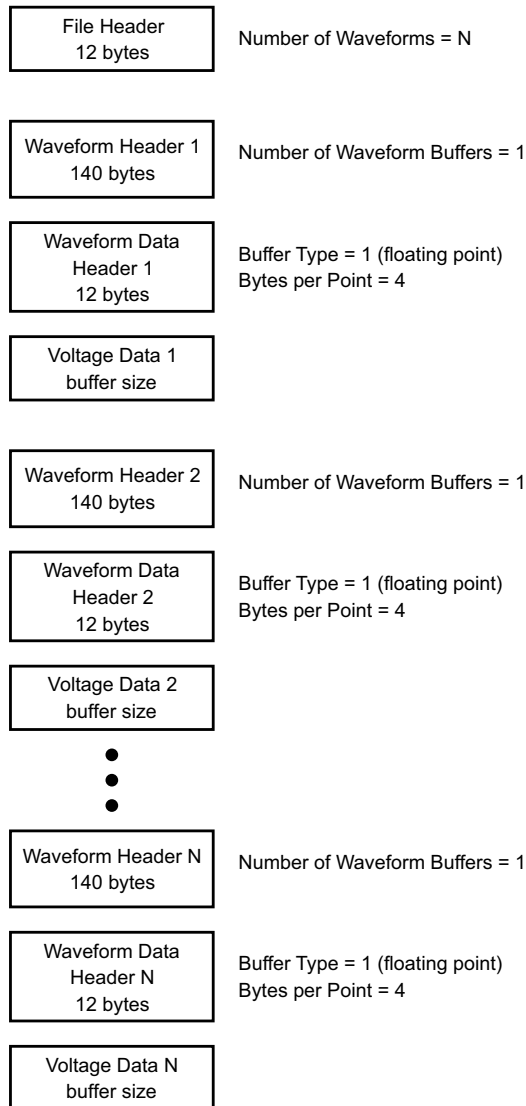 File Header
12 bytes
Number of Waveforms = N
Waveform Header 1
140 bytes
Number of Waveform Buffers = 1
Waveform Data
Header 1
12 bytes
Buffer Type = 1 (floating point)
Bytes per Point = 4
Voltage Data 1
buffer size
Waveform Header 2
140 bytes
Number of Waveform Buffers = 1
Waveform Data
Header 2
12 bytes
Buffer Type = 1 (floating point)
Bytes per Point = 4
Voltage Data 2
buffer size
Waveform Header N
140 bytes
Number of Waveform Buffers = 1
Waveform Data
Header N
12 bytes
Buffer Type = 1 (floating point)
Bytes per Point = 4
Voltage Data N
buffer size